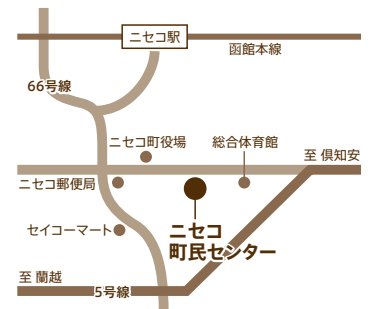 ニセコ駅
函館本線
66号線
ニセコ町役場
総合体育館
至 倶知安
ニセコ郵便局
セイコーマート
ニセコ
町民センター
至 蘭越
5号線